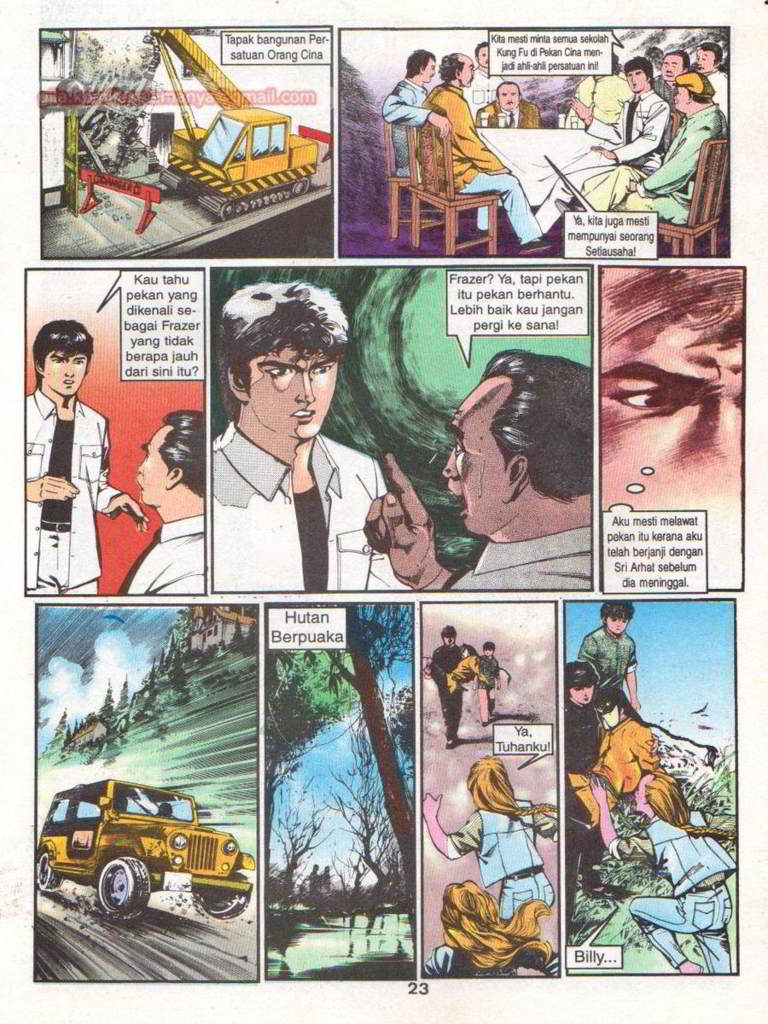 Tapak bangunan Per-
satuan Orang Cina
DANGER
Kita mesti minta semua sekolah
Kung Fu di Pekan Cina men-
jadi ahli-ahli persatuan ini!
Ya, kita juga mesti
mempunyai seorang
Setiausaha!
Kau tahu
pekan yang
dikenali se-
bagai Frazer
yang tidak
berapa jauh
dari sini itu?
Frazer? Ya, tapi pekan
itu pekan berhantu.
Lebih baik kau jangan
pergi ke sana!
Aku mesti melawat
pekan itu kerana aku
telah berjanji dengan
Sri Arhat sebelum
dia meninggal.
Hutan
Berpuaka
Ya,
Tuhanku!
Billy...
23